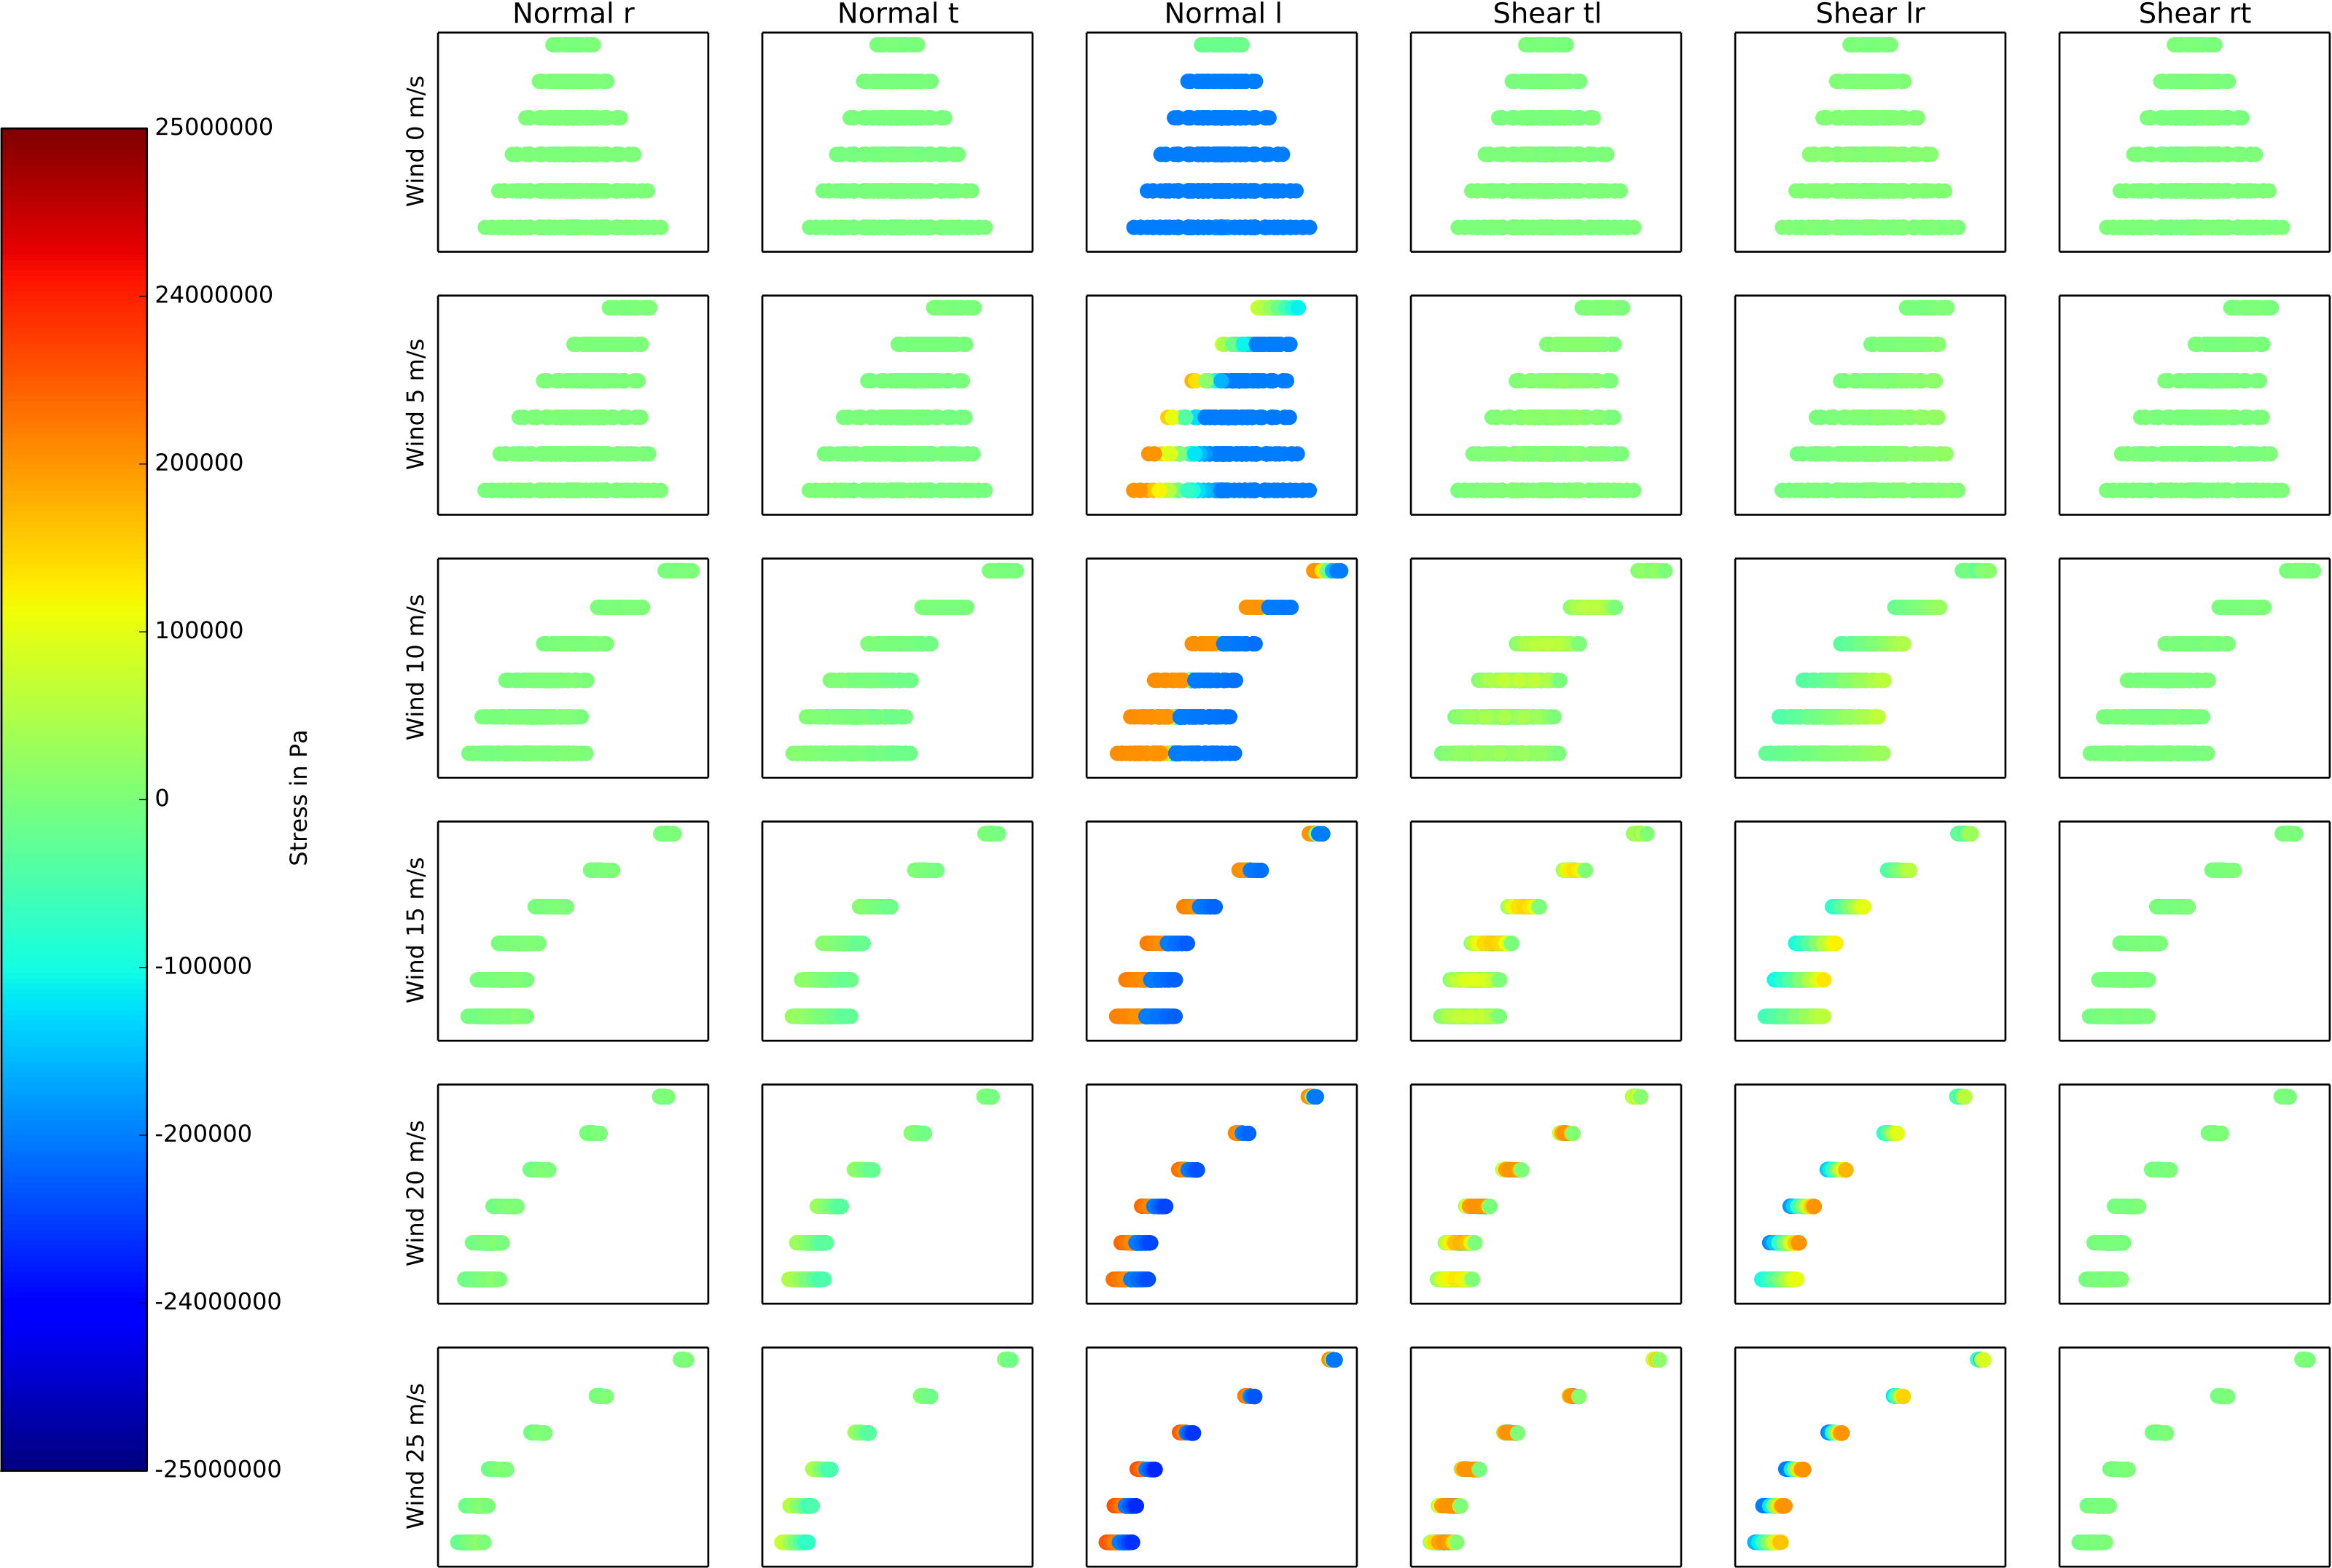 Normal r Normal t Normal l Shear tl Shear lr Shear rt
Wind 0 m/s
Wind 5 m/s
Wind 10 m/s
Wind 15 m/s
Wind 20 m/s
Wind 25 m/s
25000000
24000000
200000
100000
0
-100000
-200000
-24000000
-25000000
Stress in Pa